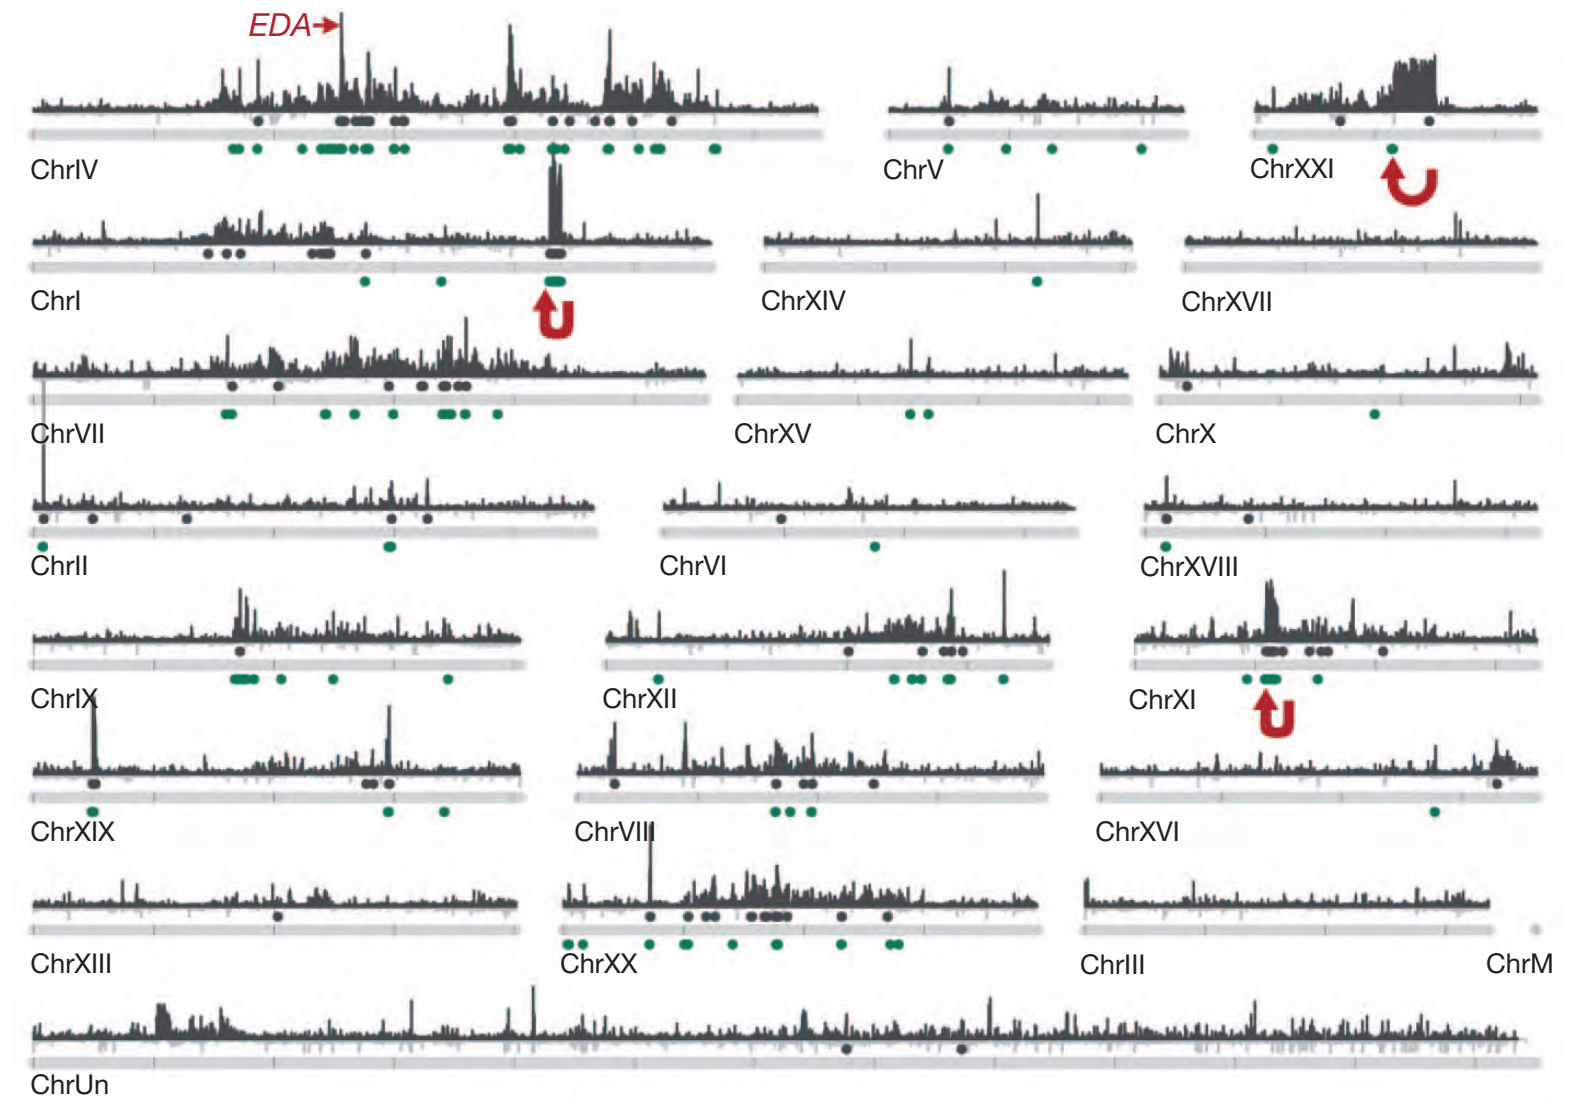 EDA
ChrIV ChrV ChrXXI
ChrI ChrXIV ChrXVII
ChrVII ChrXV ChrX
ChrII ChrVI ChrXVIII
ChrIX ChrXII ChrXI
ChrXIX ChrVIII ChrXVI
ChrXIII ChrXX ChrIII ChrM
ChrUn